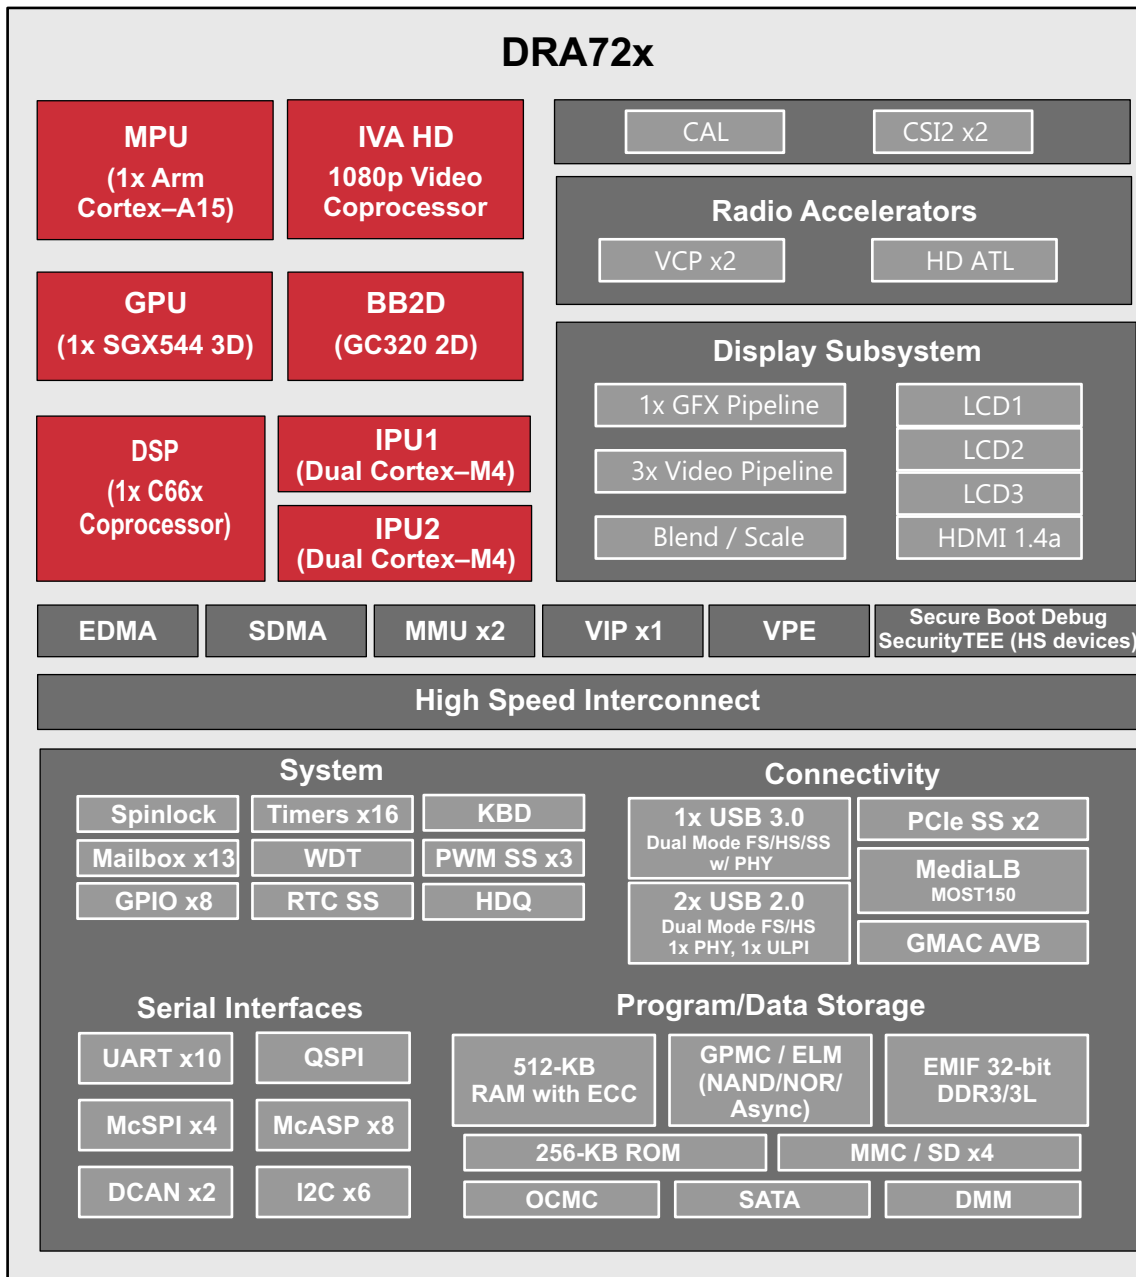 DRA72x
MPU
(1x Arm
Cortex–A15)
IVA HD
1080p Video
Coprocessor
CAL
CSI2 x2
Radio Accelerators
VCP x2
HD ATL
GPU
(1x SGX544 3D)
BB2D
(GC320 2D)
Display Subsystem
1x GFX Pipeline
3x Video Pipeline
Blend / Scale
LCD1
LCD2
LCD3
HDMI 1.4a
DSP
(1x C66x
Coprocessor)
IPU1
(Dual Cortex–M4)
IPU2
(Dual Cortex–M4)
EDMA
SDMA
MMU x2
VIP x1
VPE
Secure Boot Debug
SecurityTEE (HS devices)
High Speed Interconnect
System
Spinlock
Timers x16
KBD
Mailbox x13
WDT
PWM SS x3
GPIO x8
RTC SS
HDQ
Connectivity
1x USB 3.0
Dual Mode FS/HS/SS
w/ PHY
2x USB 2.0
Dual Mode FS/HS
1x PHY, 1x ULPI
PCIe SS x2
MediaLB
MOST150
GMAC AVB
Serial Interfaces
UART x10
QSPI
McSPI x4
McASP x8
DCAN x2
I2C x6
Program/Data Storage
512-KB
RAM with ECC
GPMC / ELM
(NAND/NOR/
Async)
EMIF 32-bit
DDR3/3L
256-KB ROM
MMC / SD x4
OCMC
SATA
DMM